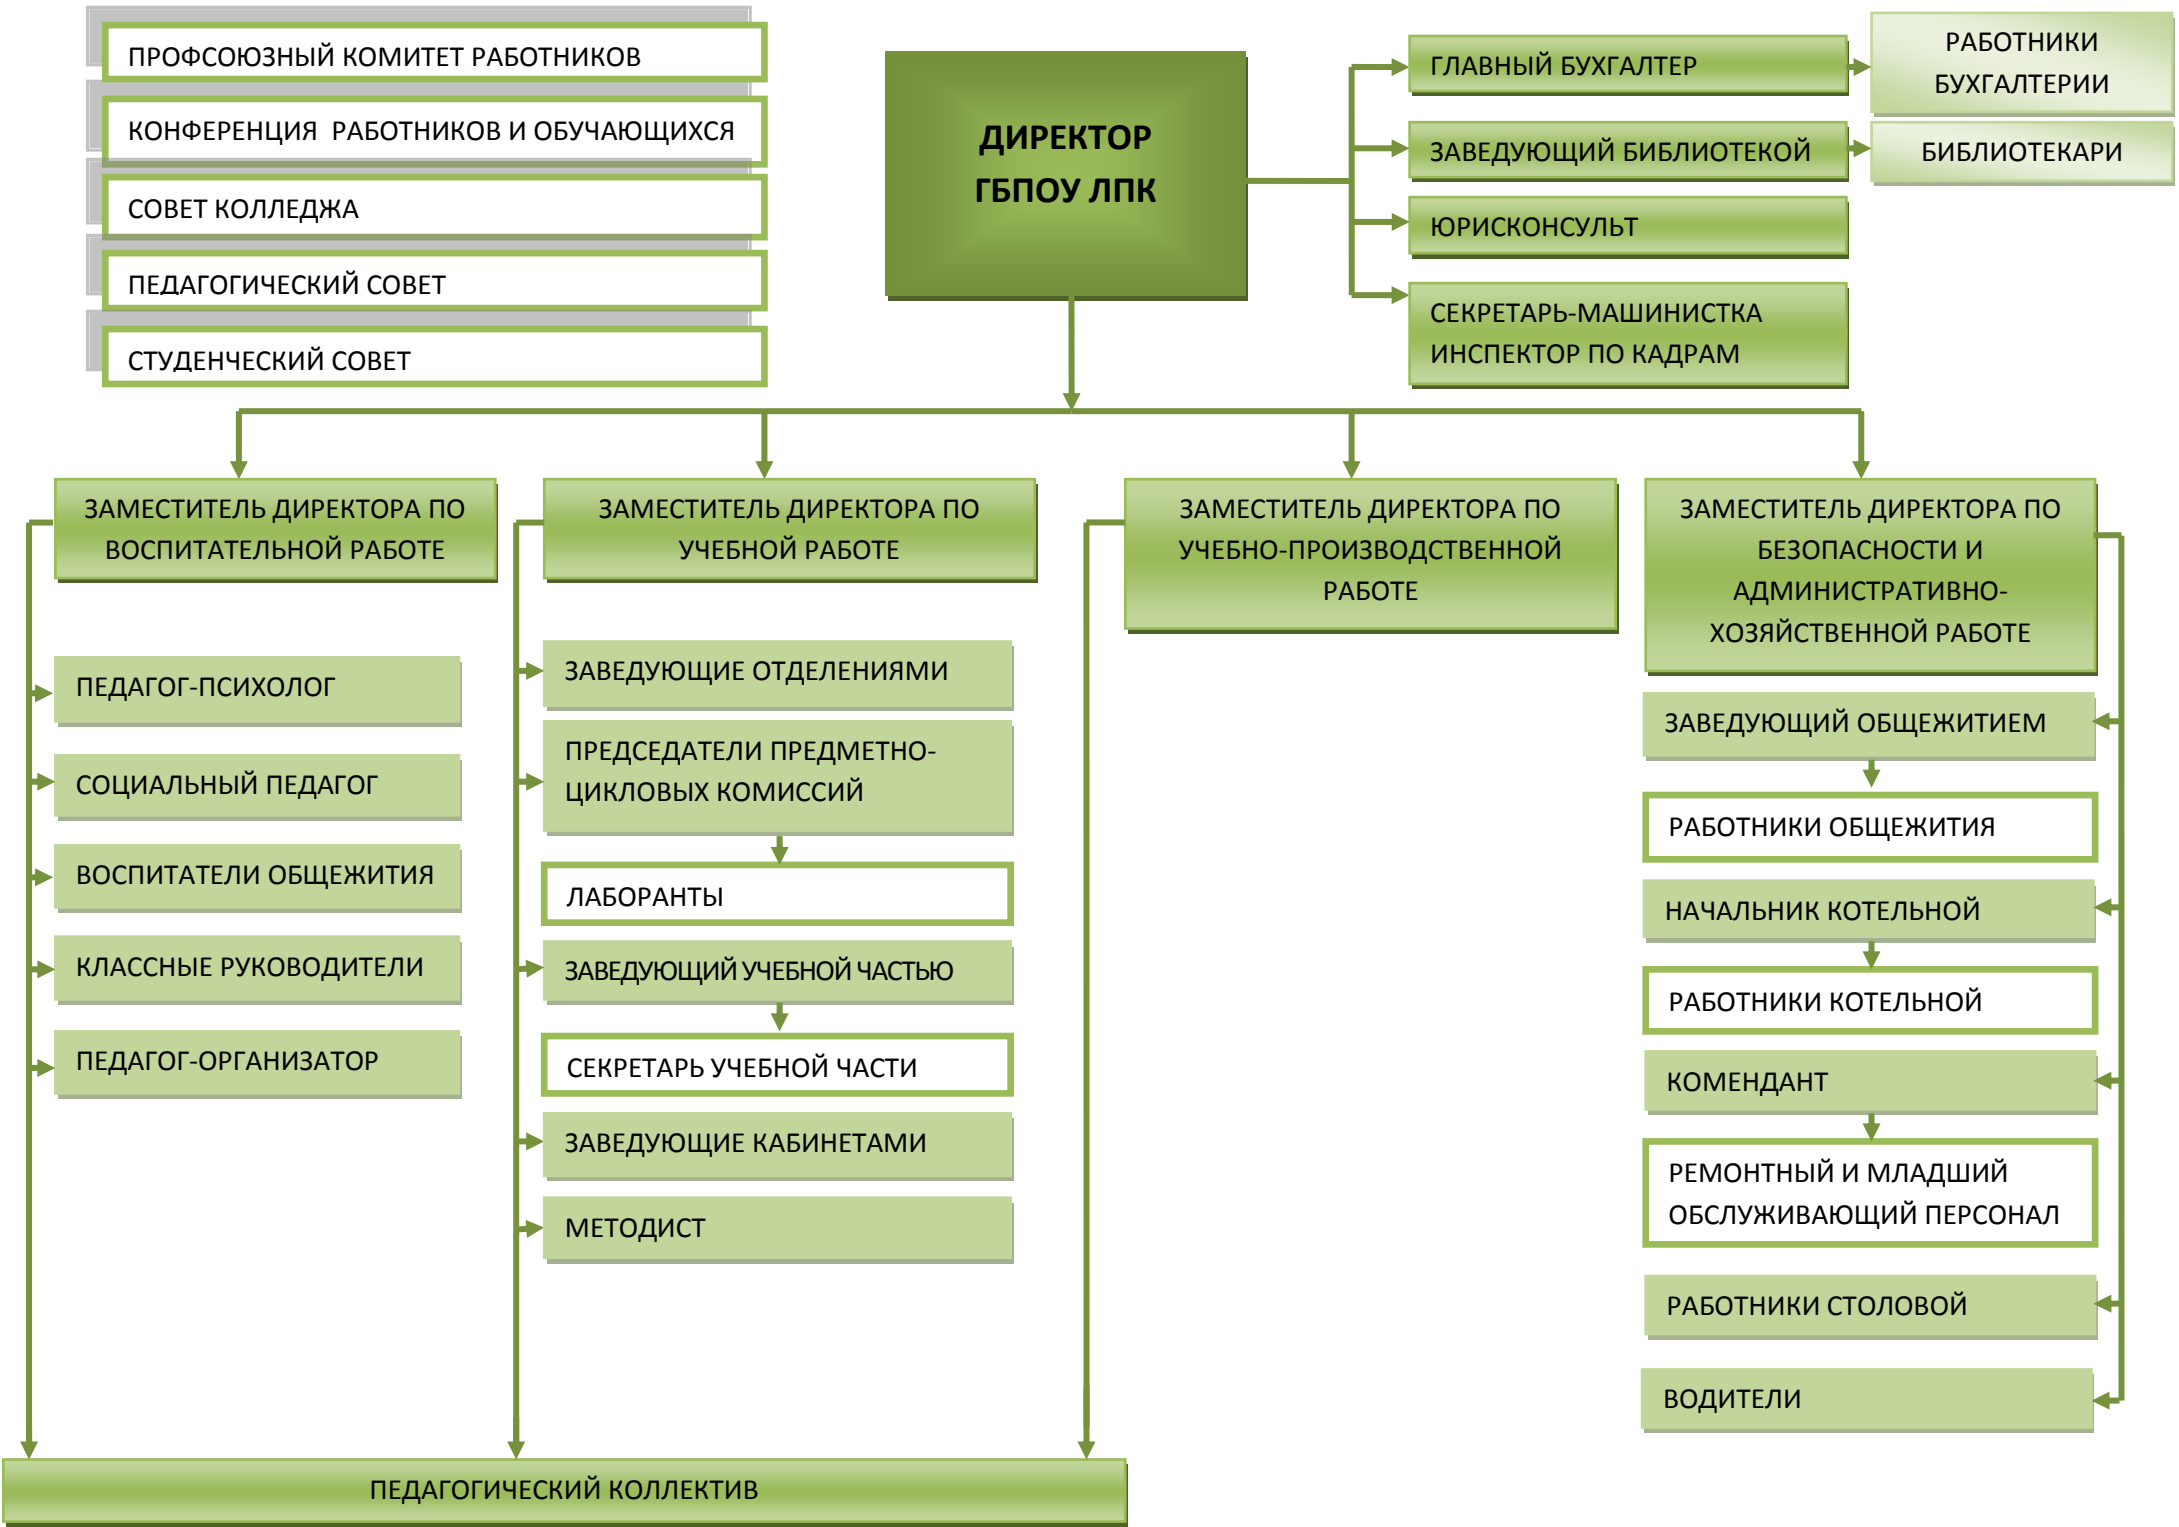 ПРОФСОЮЗНЫЙ КОМИТЕТ РАБОТНИКОВ
КОНФЕРЕНЦИЯ РАБОТНИКОВ И ОБУЧАЮЩИХСЯ
СОВЕТ КОЛЛЕДЖА
ПЕДАГОГИЧЕСКИЙ СОВЕТ
СТУДЕНЧЕСКИЙ СОВЕТ
ДИРЕКТОР
ГБПОУ ЛПК
ГЛАВНЫЙ БУХГАЛТЕР
РАБОТНИКИ
БУХГАЛТЕРИИ
ЗАВЕДУЮЩИЙ БИБЛИОТЕКОЙ
БИБЛИОТЕКАРИ
ЮРИСКОНСУЛЬТ
СЕКРЕТАРЬ-МАШИНИСТКА
ИНСПЕКТОР ПО КАДРАМ
ЗАМЕСТИТЕЛЬ ДИРЕКТОРА ПО
ВОСПИТАТЕЛЬНОЙ РАБОТЕ
ПЕДАГОГ-ПСИХОЛОГ
СОЦИАЛЬНЫЙ ПЕДАГОГ
ВОСПИТАТЕЛИ ОБЩЕЖИТИЯ
КЛАССНЫЕ РУКОВОДИТЕЛИ
ПЕДАГОГ-ОРГАНИЗАТОР
ЗАМЕСТИТЕЛЬ ДИРЕКТОРА ПО
УЧЕБНОЙ РАБОТЕ
ЗАВЕДУЮЩИЕ ОТДЕЛЕНИЯМИ
ПРЕДСЕДАТЕЛИ ПРЕДМЕТНО-
ЦИКЛОВЫХ КОМИССИЙ
ЛАБОРАНТЫ
ЗАВЕДУЮЩИЙ УЧЕБНОЙ ЧАСТЬЮ
СЕКРЕТАРЬ УЧЕБНОЙ ЧАСТИ
ЗАВЕДУЮЩИЕ КАБИНЕТАМИ
МЕТОДИСТ
ЗАМЕСТИТЕЛЬ ДИРЕКТОРА ПО
УЧЕБНО-ПРОИЗВОДСТВЕННОЙ
РАБОТЕ
ЗАМЕСТИТЕЛЬ ДИРЕКТОРА ПО
БЕЗОПАСНОСТИ И
АДМИНИСТРАТИВНО-
ХОЗЯЙСТВЕННОЙ РАБОТЕ
ЗАВЕДУЮЩИЙ ОБЩЕЖИТИЕМ
РАБОТНИКИ ОБЩЕЖИТИЯ
НАЧАЛЬНИК КОТЕЛЬНОЙ
РАБОТНИКИ КОТЕЛЬНОЙ
КОМЕНДАНТ
РЕМОНТНЫЙ И МЛАДШИЙ
ОБСЛУЖИВАЮЩИЙ ПЕРСОНАЛ
РАБОТНИКИ СТОЛОВОЙ
ВОДИТЕЛИ
ПЕДАГОГИЧЕСКИЙ КОЛЛЕКТИВ